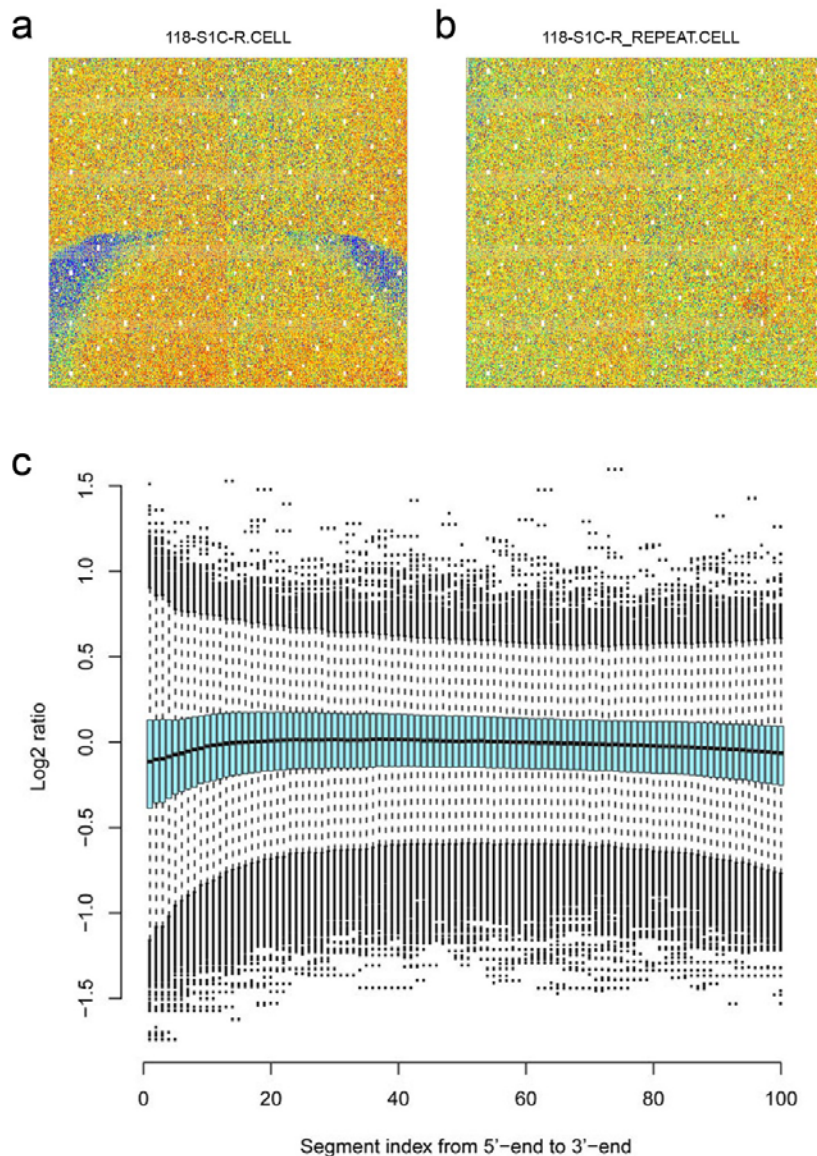 a
118-S1C-R.CELL
b
118-S1C-R_REPEAT.CELL
c
1.5
1.0
0.5
0.0
−0.5
−1.0
−1.5
Log2 ratio
0 20 40 60 80 100
Segment index from 5'−end to 3'−end